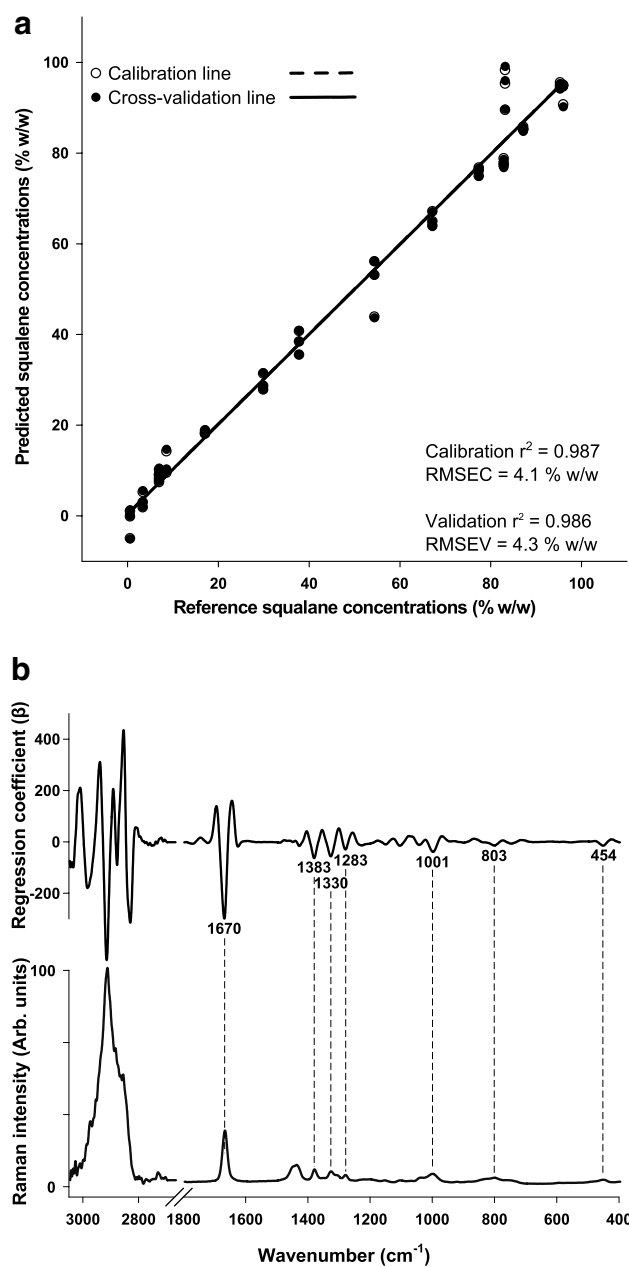 a
100
Calibration line
Cross-validation line
80
60
40
20
0
Predicted squalene concentrations (% w/w)
Calibration r² = 0.987
RMSEC = 4.1 % w/w
Validation r² = 0.986
RMSEV = 4.3 % w/w
0 20 40 60 80 100
Reference squalane concentrations (% w/w)
b
Regression coefficient (β)
400
200
0
-200
1670
1383
1330
1283
1001
803
454
Raman intensity (Arb. units)
100
0
3000 2800 1800 1600 1400 1200 1000 800 600 400
Wavenumber (cm⁻¹)